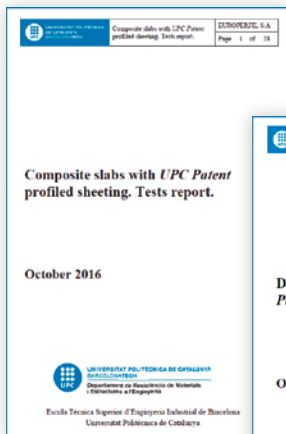 UNIVERSITAT POLITÈCNICA
DE CATALUNYA
BARCELONATECH
Composite slabs with UPC Patent
profiled sheeting. Tests report.
EUROPERFIL, S.A.
Page 1 of 28
Composite slabs with UPC Patent
profiled sheeting. Tests report.
October 2016
UPC
UNIVERSITAT POLITÈCNICA DE CATALUNYA
BARCELONATECH
Departament de Resistència de Materials
i Estructures a l'Enginyeria
Escola Tècnica Superior d'Enginyeria Industrial de Barcelona
Universitat Politècnica de Catalunya
D
P
O